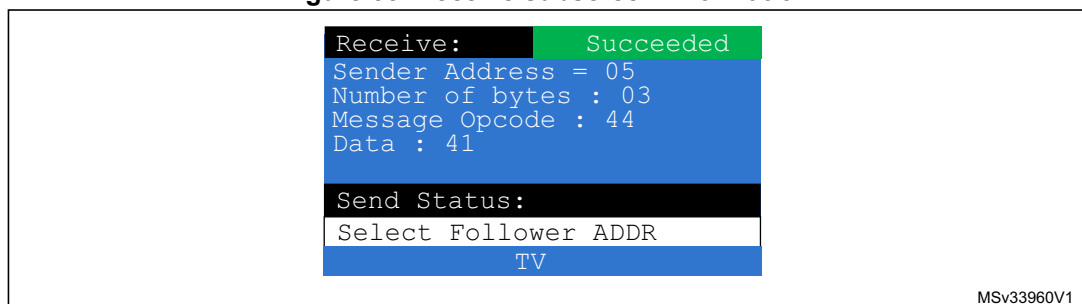 Receive: Succeeded
Sender Address = 05
Number of bytes : 03
Message Opcode : 44
Data : 41
Send Status:
Select Follower ADDR
TV
MSv33960V1